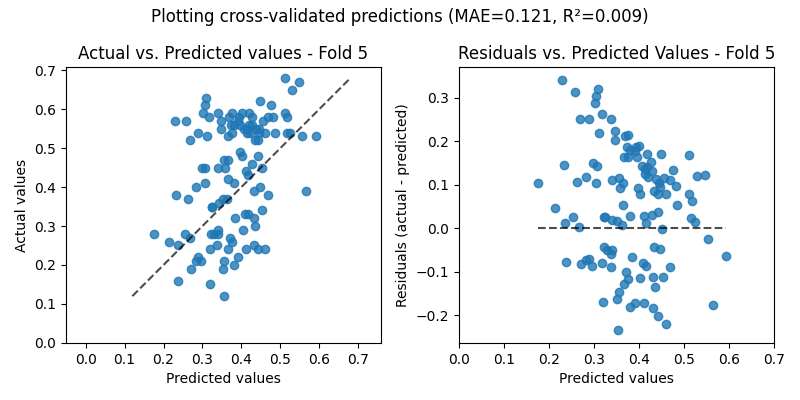 Plotting cross-validated predictions (MAE=0.121, R²=0.009)
Actual vs. Predicted values - Fold 5
Actual values
0.7
0.6
0.5
0.4
0.3
0.2
0.1
0.0
0.0 0.1 0.2 0.3 0.4 0.5 0.6 0.7
Predicted values
Residuals vs. Predicted Values - Fold 5
Residuals (actual - predicted)
0.3
0.2
0.1
0.0
−0.1
−0.2
0.0 0.1 0.2 0.3 0.4 0.5 0.6 0.7
Predicted values